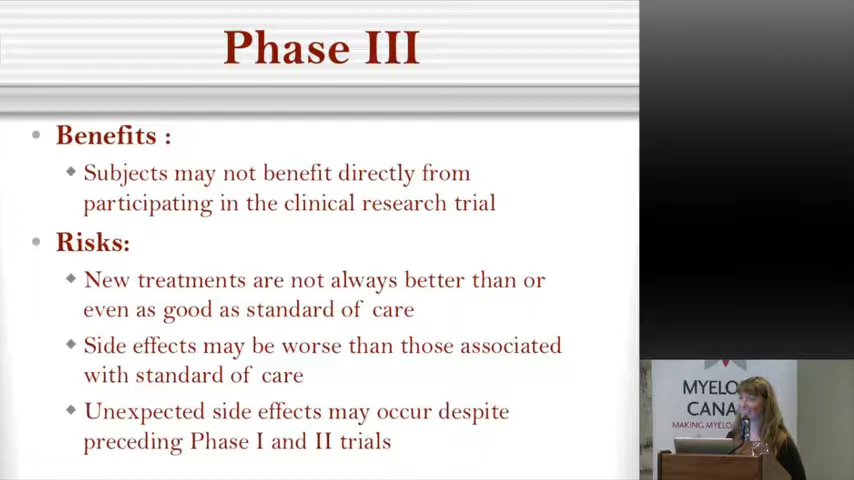 Phase III
Benefits :
Subjects may not benefit directly from
participating in the clinical research trial
Risks:
New treatments are not always better than or
even as good as standard of care
Side effects may be worse than those associated
with standard of care
Unexpected side effects may occur despite
preceding Phase I and II trials
MYELO
CANA
MAKING MYELO